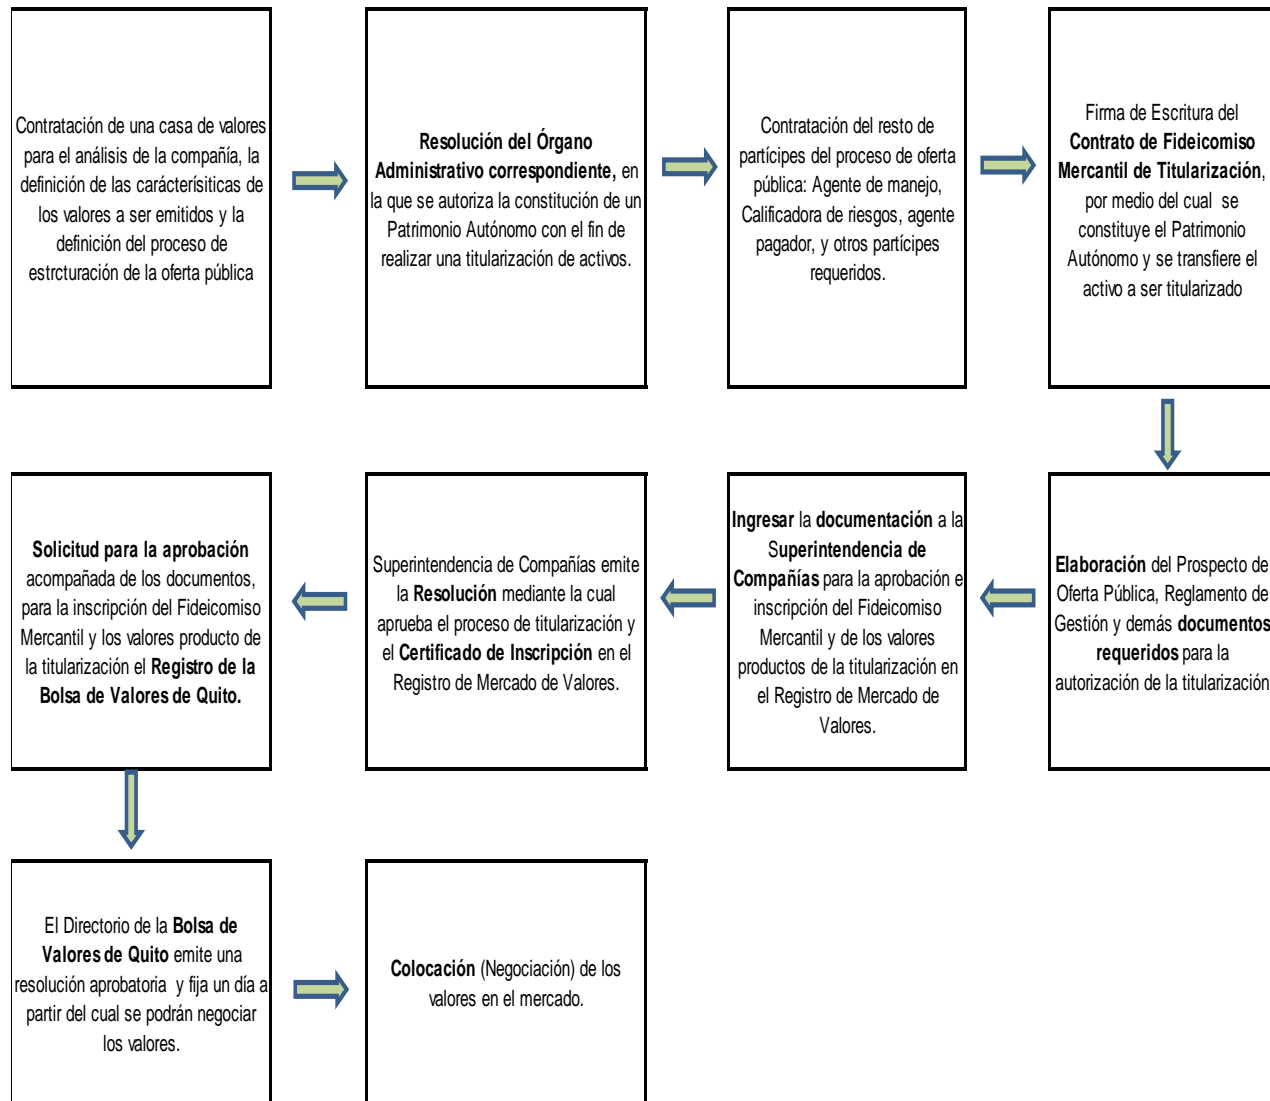 Contratación de una casa de valores
para el análisis de la compañía, la
definición de las carácterísiticas de
los valores a ser emitidos y la
definición del proceso de
estrcturación de la oferta pública
Resolución del Órgano
Administrativo correspondiente, en
la que se autoriza la constitución de un
Patrimonio Autónomo con el fin de
realizar una titularización de activos.
Contratación del resto de
partícipes del proceso de oferta
pública: Agente de manejo,
Calificadora de riesgos, agente
pagador, y otros partícipes
requeridos.
Firma de Escritura del
Contrato de Fideicomiso
Mercantil de Titularización,
por medio del cual se
constituye el Patrimonio
Autónomo y se transfiere el
activo a ser titularizado
Elaboración del Prospecto de
Oferta Pública, Reglamento de
Gestión y demás documentos
requeridos para la
autorización de la titularización
Ingresar la documentación a la
Superintendencia de
Compañías para la aprobación e
inscripción del Fideicomiso
Mercantil y de los valores
productos de la titularización en
el Registro de Mercado de
Valores.
Superintendencia de Compañías emite
la Resolución mediante la cual
aprueba el proceso de titularización y
el Certificado de Inscripción en el
Registro de Mercado de Valores.
Solicitud para la aprobación
acompañada de los documentos,
para la inscripción del Fideicomiso
Mercantil y los valores producto de
la titularización el Registro de la
Bolsa de Valores de Quito.
El Directorio de la Bolsa de
Valores de Quito emite una
resolución aprobatoria y fija un día a
partir del cual se podrán negociar
los valores.
Colocación (Negociación) de los
valores en el mercado.